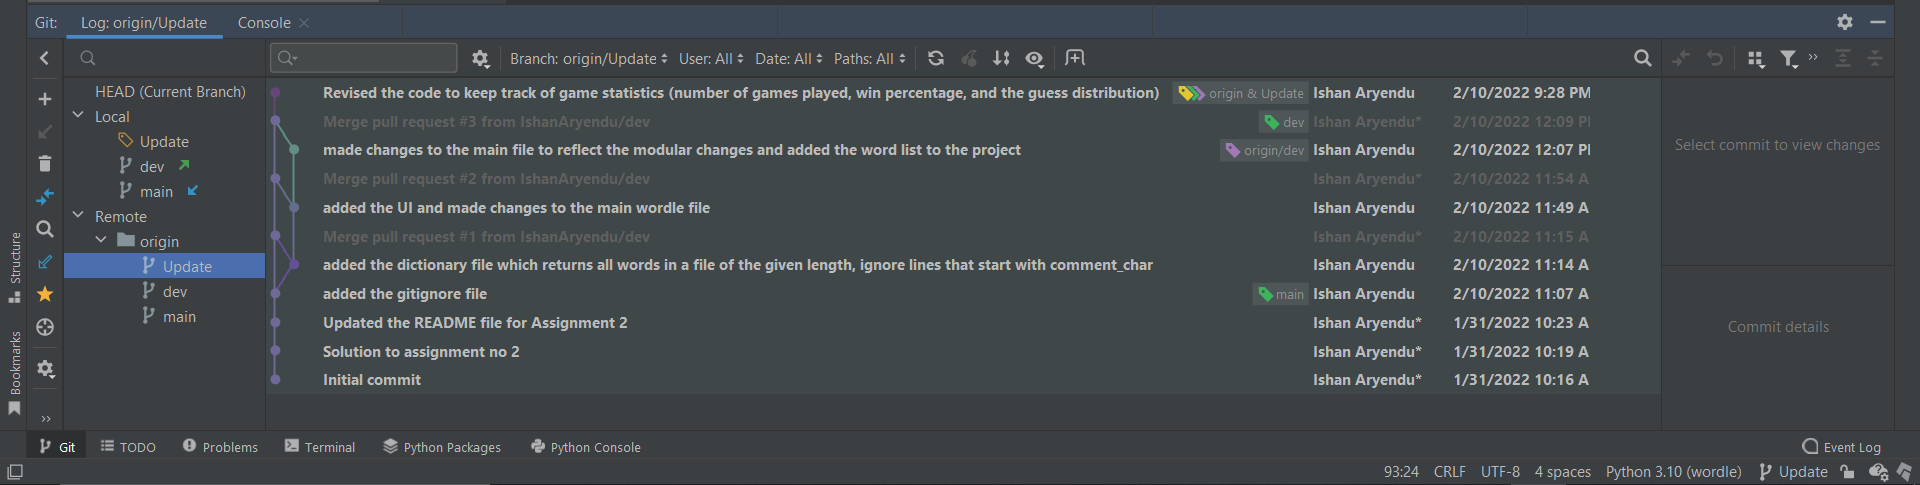 Git: Log: origin/Update Console
Branch: origin/Update User: All Date: All Paths: All
HEAD (Current Branch)
Local
Update
dev
main
Remote
origin
Update
dev
main
Revised the code to keep track of game statistics (number of games played, win percentage, and the guess distribution) origin & Update Ishan Aryendu 2/10/2022 9:28 PM
Merge pull request #3 from IshanAryendu/dev dev Ishan Aryendu* 2/10/2022 12:09 P
made changes to the main file to reflect the modular changes and added the word list to the project origin/dev Ishan Aryendu 2/10/2022 12:07 P
Merge pull request #2 from IshanAryendu/dev Ishan Aryendu* 2/10/2022 11:54 A
added the UI and made changes to the main wordle file Ishan Aryendu 2/10/2022 11:49 A
Merge pull request #1 from IshanAryendu/dev Ishan Aryendu* 2/10/2022 11:15 A
added the dictionary file which returns all words in a file of the given length, ignore lines that start with comment_char Ishan Aryendu 2/10/2022 11:14 A
added the gitignore file main Ishan Aryendu 2/10/2022 11:07 A
Updated the README file for Assignment 2 Ishan Aryendu* 1/31/2022 10:23 A
Solution to assignment no 2 Ishan Aryendu* 1/31/2022 10:19 A
Initial commit Ishan Aryendu* 1/31/2022 10:16 A
Select commit to view changes
Commit details
Structure
Bookmarks
Git TODO Problems Terminal Python Packages Python Console Event Log
93:24 CRLF UTF-8 4 spaces Python 3.10 (wordle) Update